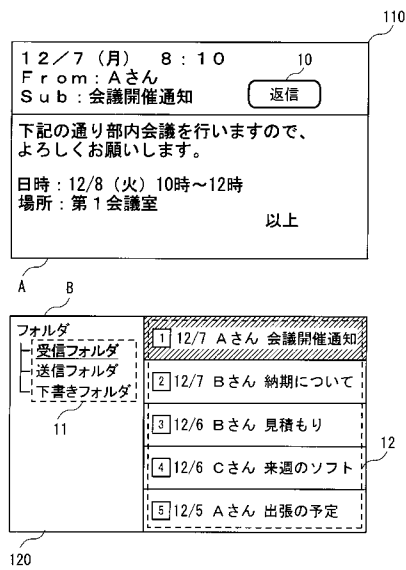 110
12/7（月） 8:10
10
From:Aさん
Sub:会議開催通知
返信
下記の通り部内会議を行いますので、
よろしくお願いします。
日時:12/8（火）10時〜12時
場所:第1会議室
以上
A
B
フォルダ
受信フォルダ
送信フォルダ
下書きフォルダ
11
1 12/7 Aさん 会議開催通知
2 12/7 Bさん 納期について
3 12/6 Bさん 見積もり
12
4 12/6 Cさん 来週のソフト
5 12/5 Aさん 出張の予定
120